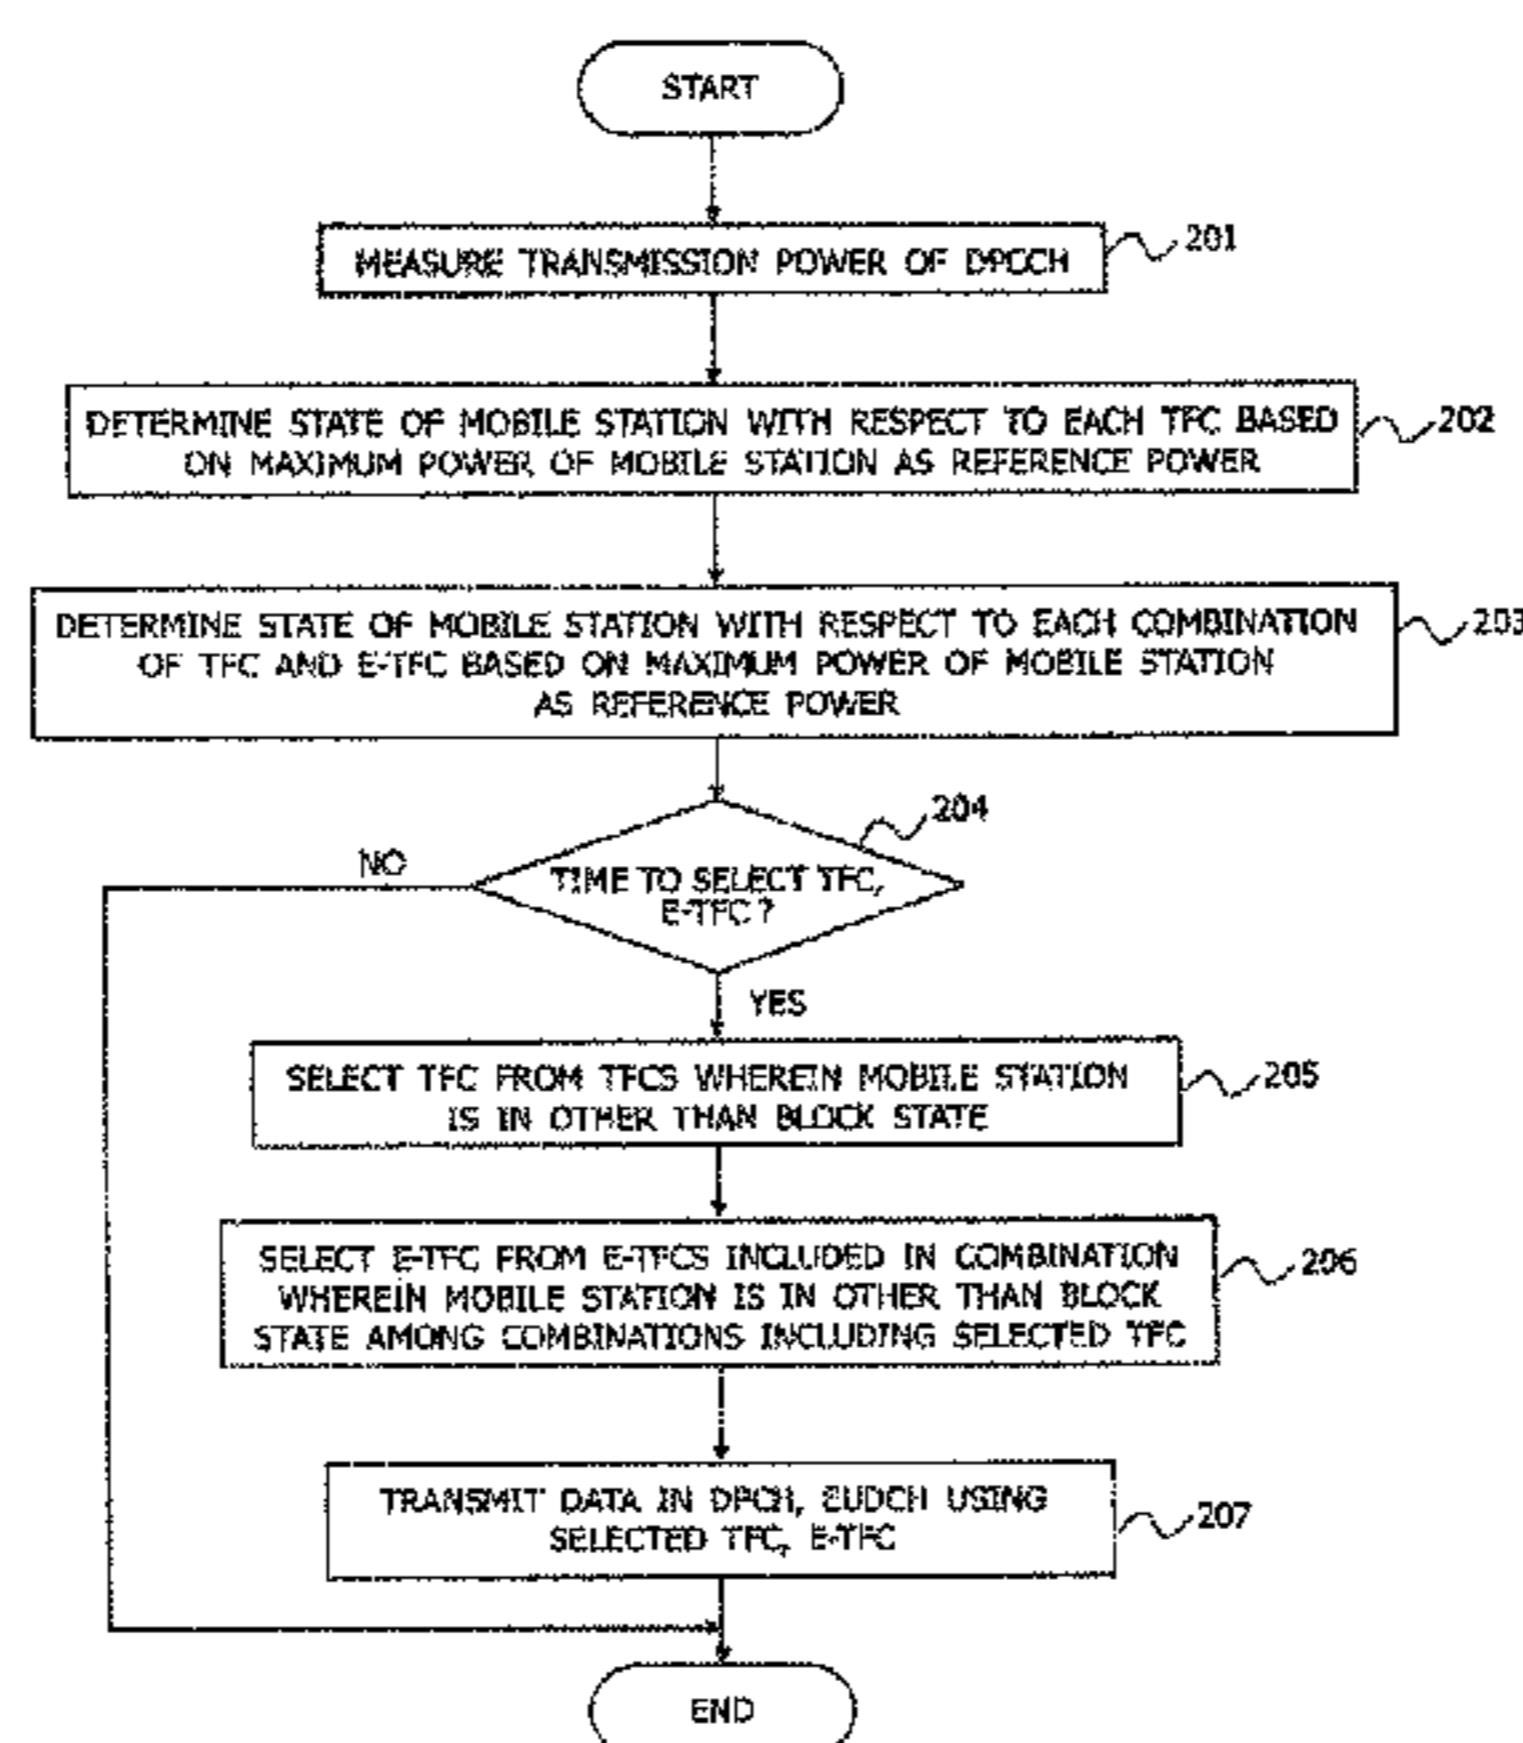 START
MEASURE TRANSMISSION POWER OF DPCCH
201
DETERMINE STATE OF MOBILE STATION WITH RESPECT TO EACH TFC BASED
ON MAXIMUM POWER OF MOBILE STATION AS REFERENCE POWER
202
DETERMINE STATE OF MOBILE STATION WITH RESPECT TO EACH COMBINATION
OF TFC AND E-TFC BASED ON MAXIMUM POWER OF MOBILE STATION
AS REFERENCE POWER
203
204
NO
TIME TO SELECT TFC,
E-TFC?
YES
SELECT TFC FROM TFCS WHEREIN MOBILE STATION
IS IN OTHER THAN BLOCK STATE
205
SELECT E-TFC FROM E-TFCS INCLUDED IN COMBINATION
WHEREIN MOBILE STATION IS IN OTHER THAN BLOCK
STATE AMONG COMBINATIONS INCLUDING SELECTED TFC
206
TRANSMIT DATA IN DPCH, EUDCH USING
SELECTED TFC, E-TFC
207
END